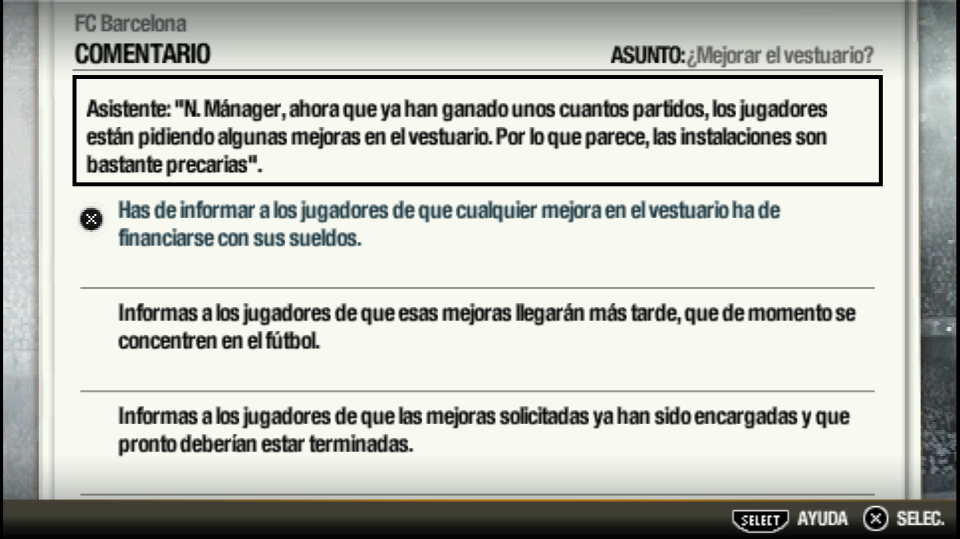 FC Barcelona
COMENTARIO
ASUNTO: ¿Mejorar el vestuario?
Asistente: "N. Mánager, ahora que ya han ganado unos cuantos partidos, los jugadores
están pidiendo algunas mejoras en el vestuario. Por lo que parece, las instalaciones son
bastante precarias".
Has de informar a los jugadores de que cualquier mejora en el vestuario ha de
financiarse con sus sueldos.
Informas a los jugadores de que esas mejoras llegarán más tarde, que de momento se
concentren en el fútbol.
Informas a los jugadores de que las mejoras solicitadas ya han sido encargadas y que
pronto deberían estar terminadas.
SELECT AYUDA SELEC.